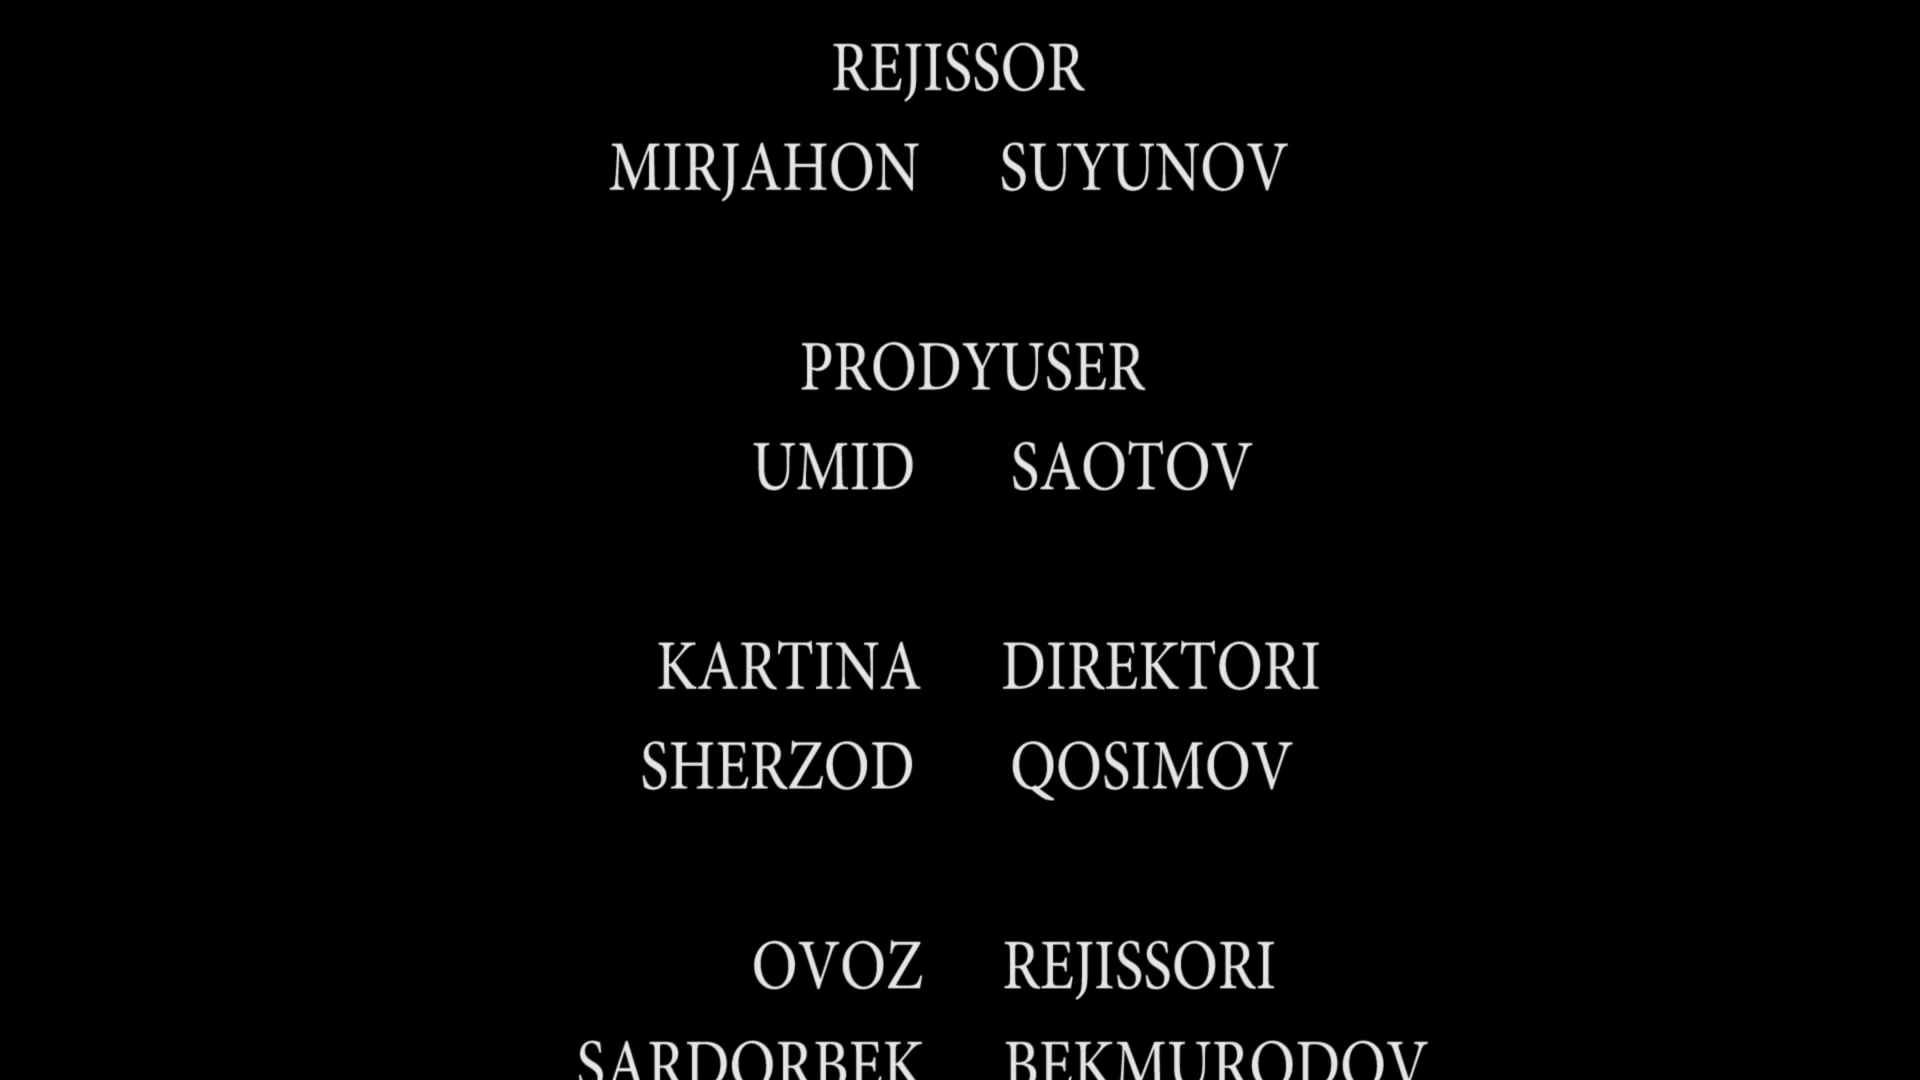 REJISSOR
MIRJAHON SUYUNOV
PRODYUSER
UMID SAOTOV
KARTINA DIREKTORI
SHERZOD QOSIMOV
OVOZ REJISSORI
SARDORBEK BEKMURODOV